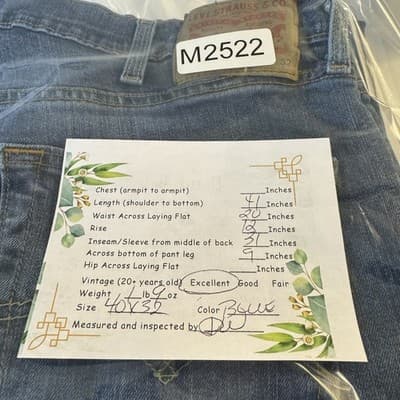 LEVI STRAUSS & CO
M2522
Chest (armpit to armpit) Inches
Length (shoulder to bottom) 41 Inches
Waist Across Laying Flat 20 Inches
Rise 12 Inches
Inseam/Sleeve from middle of back 31 Inches
Across bottom of pant leg 9 Inches
Hip Across Laying Flat Inches
Vintage (20+ years old) Excellent Good Fair
Weight 1 lb 9 oz
Size 40x32 Color Blue
Measured and inspected by